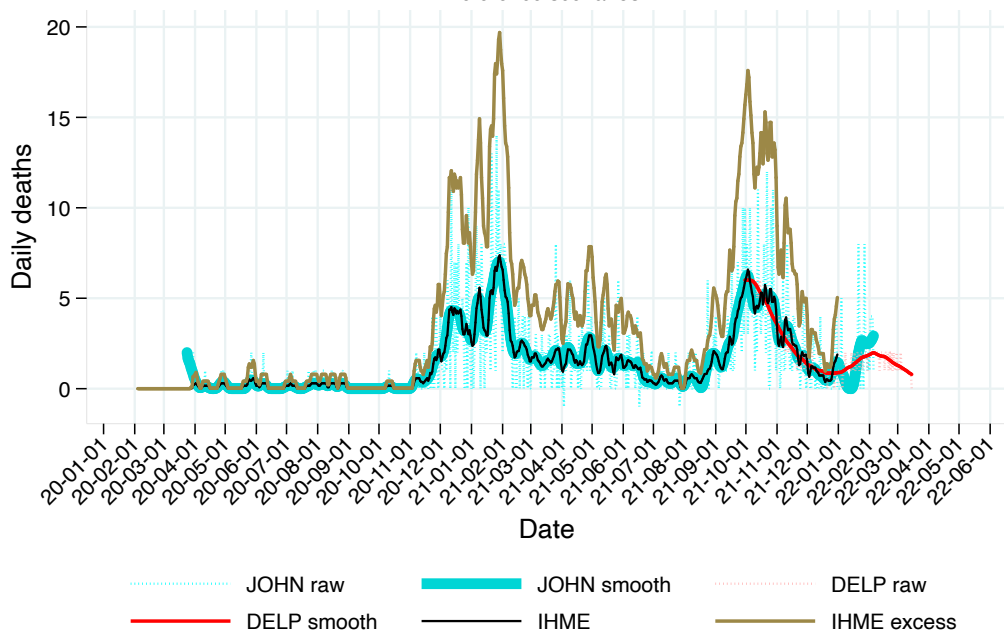 20
15
10
5
0
Daily deaths
20-01-01 20-02-01 20-03-01 20-04-01 20-05-01 20-06-01 20-07-01 20-08-01 20-09-01 20-10-01 20-11-01 20-12-01 21-01-01 21-02-01 21-03-01 21-04-01 21-05-01 21-06-01 21-07-01 21-08-01 21-09-01 21-10-01 21-11-01 21-12-01 22-01-01 22-02-01 22-03-01 22-04-01 22-05-01 22-06-01
Date
JOHN raw JOHN smooth DELP raw
DELP smooth IHME IHME excess